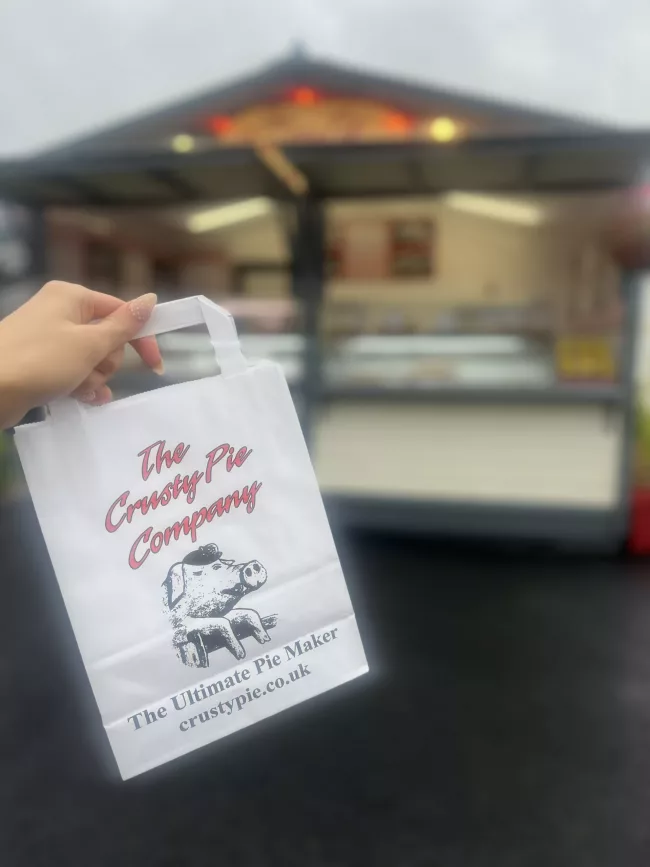 The
Crusty Pie
Company
The Ultimate Pie Maker
crustypie.co.uk